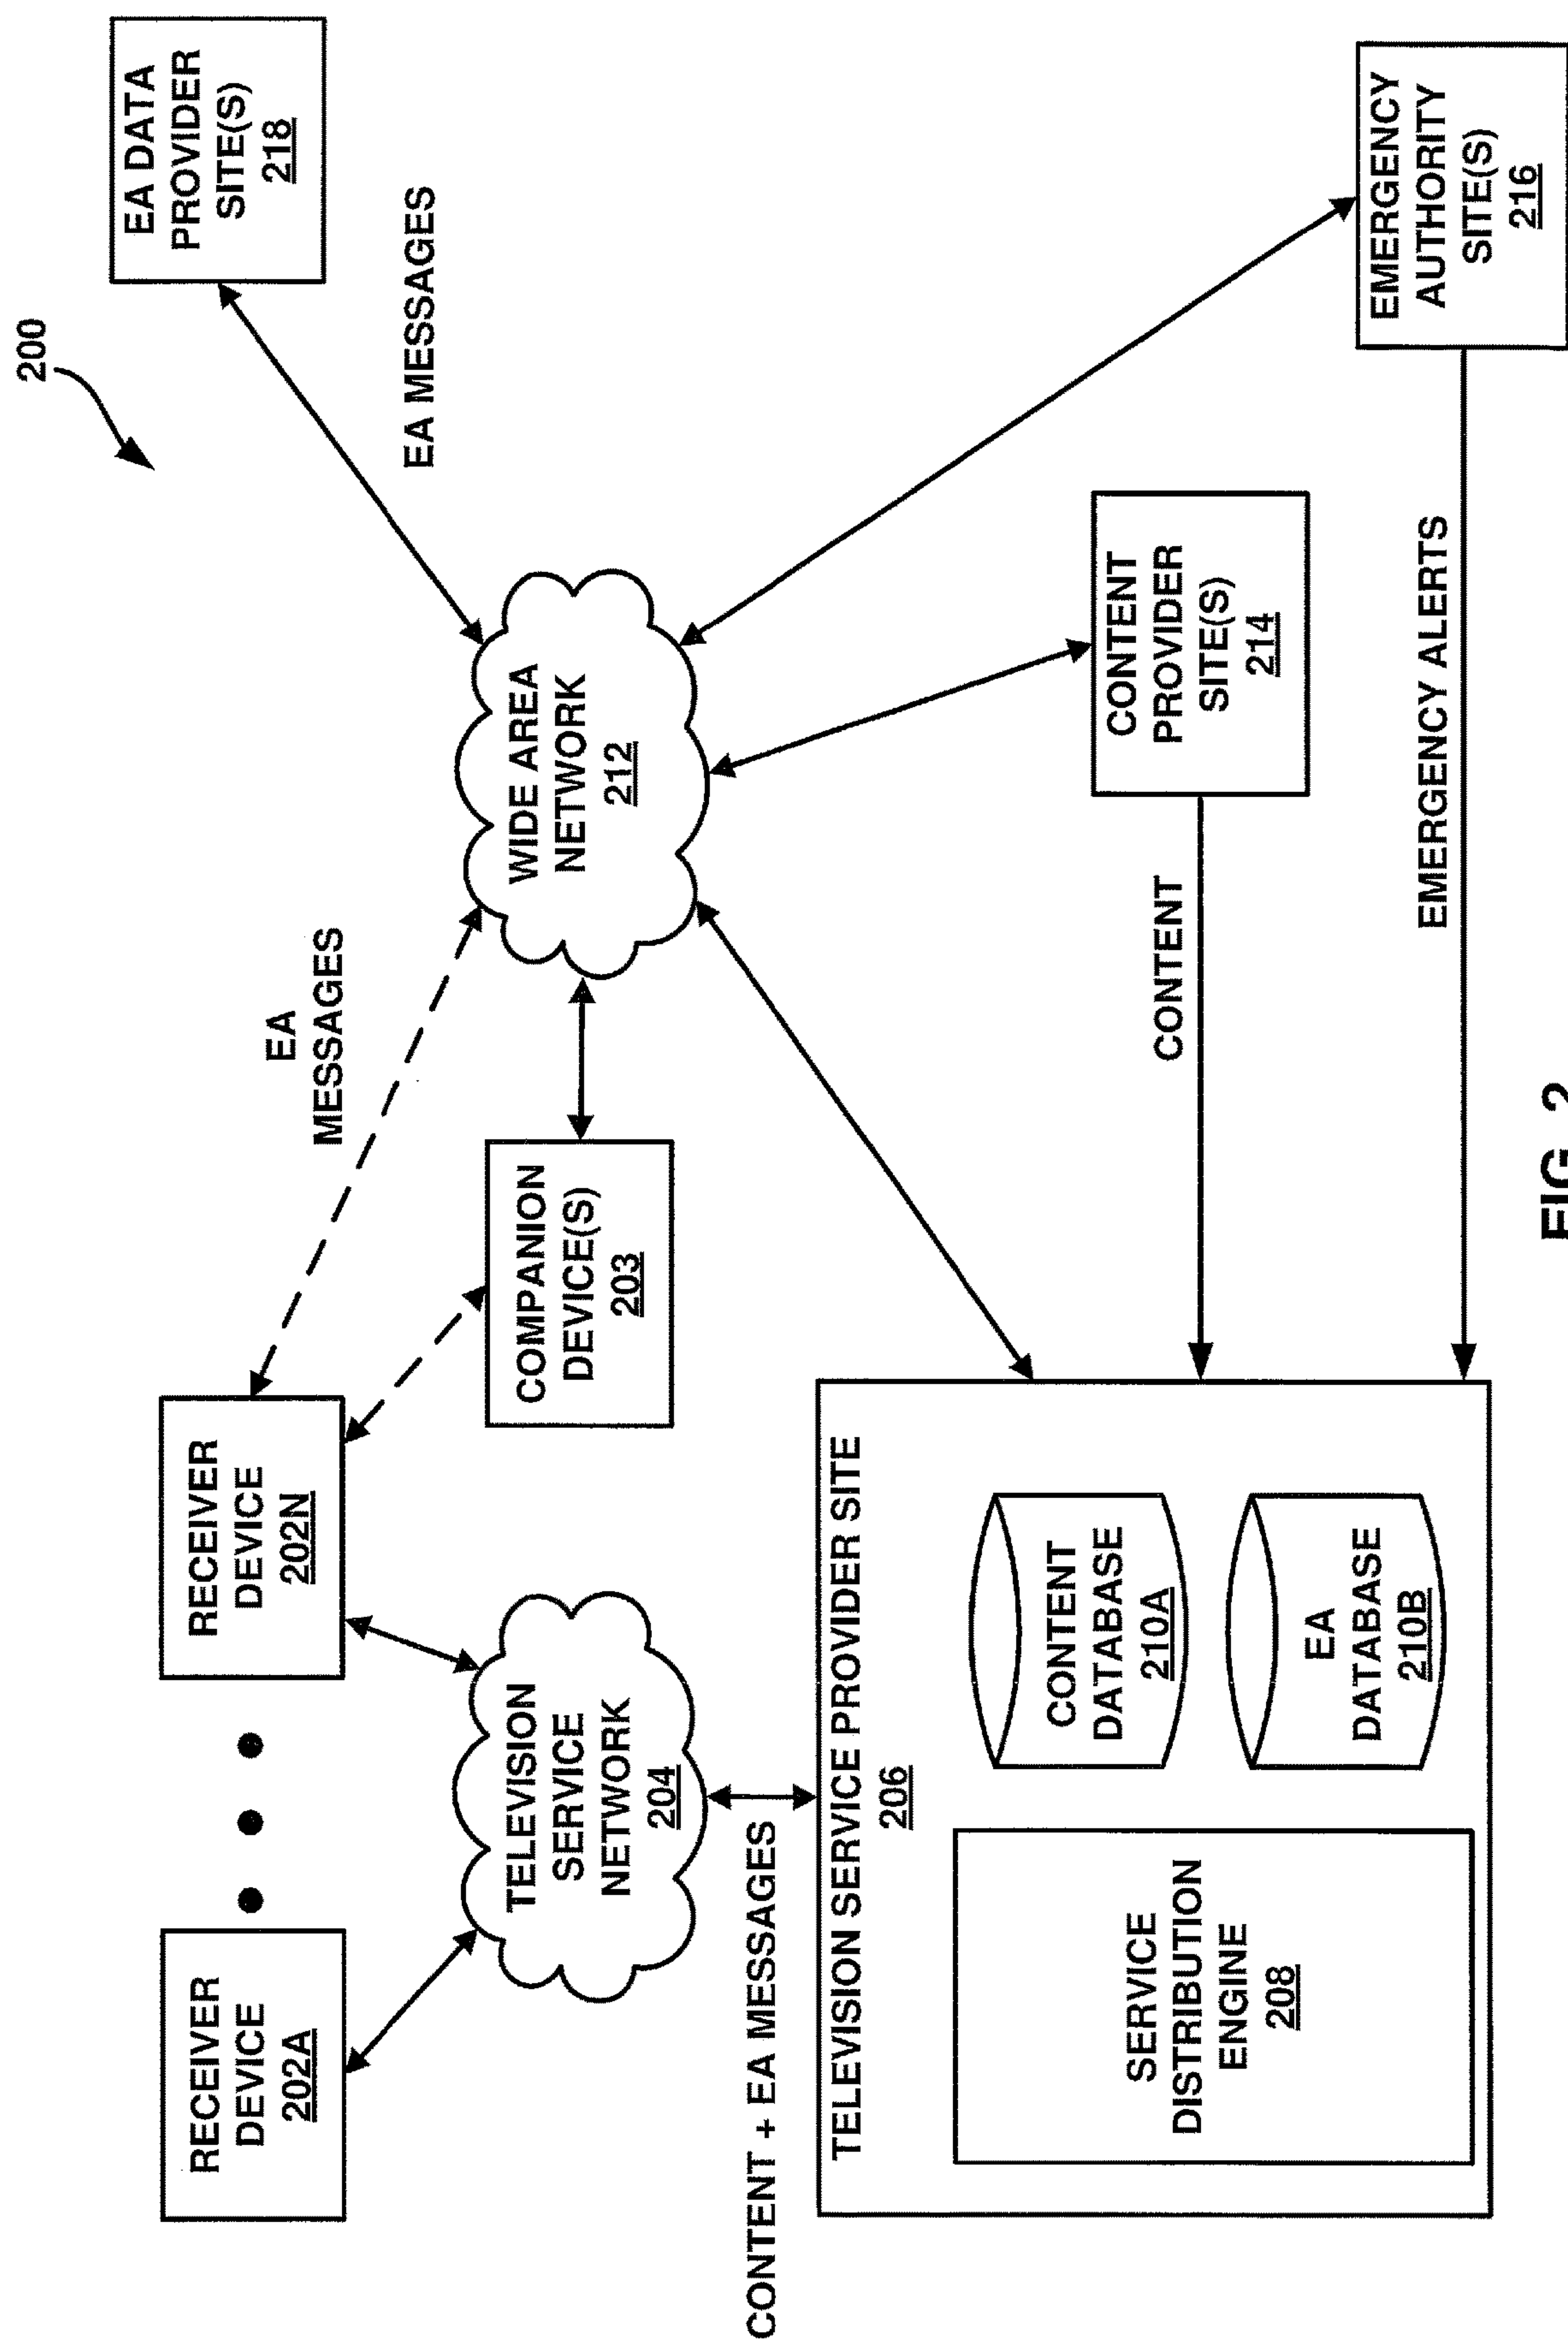 200
RECEIVER
DEVICE
202A
RECEIVER
DEVICE
202N
EA
MESSAGES
EA DATA
PROVIDER
SITE(S)
218
EA MESSAGES
TELEVISION
SERVICE
NETWORK
204
COMPANION
DEVICE(S)
203
WIDE AREA
NETWORK
212
CONTENT + EA MESSAGES
TELEVISION SERVICE PROVIDER SITE
206
SERVICE
DISTRIBUTION
ENGINE
208
CONTENT
DATABASE
210A
EA
DATABASE
210B
CONTENT
CONTENT
PROVIDER
SITE(S)
214
EMERGENCY ALERTS
EMERGENCY
AUTHORITY
SITE(S)
216
FIG. 2